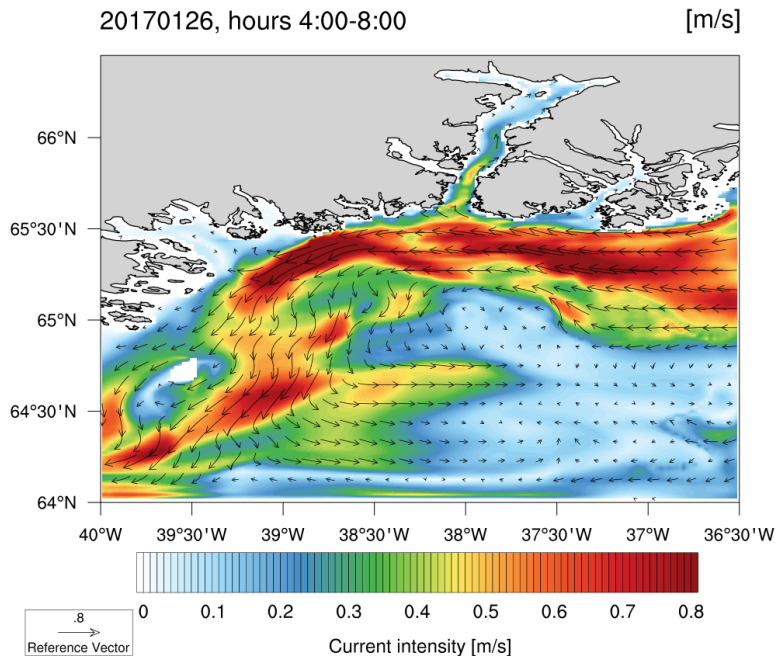 20170126, hours 4:00-8:00 [m/s]
66°N
65°30'N
65°N
64°30'N
64°N
40°W 39°30'W 39°W 38°30'W 38°W 37°30'W 37°W 36°30'W
0 0.1 0.2 0.3 0.4 0.5 0.6 0.7 0.8
.8
Reference Vector
Current intensity [m/s]